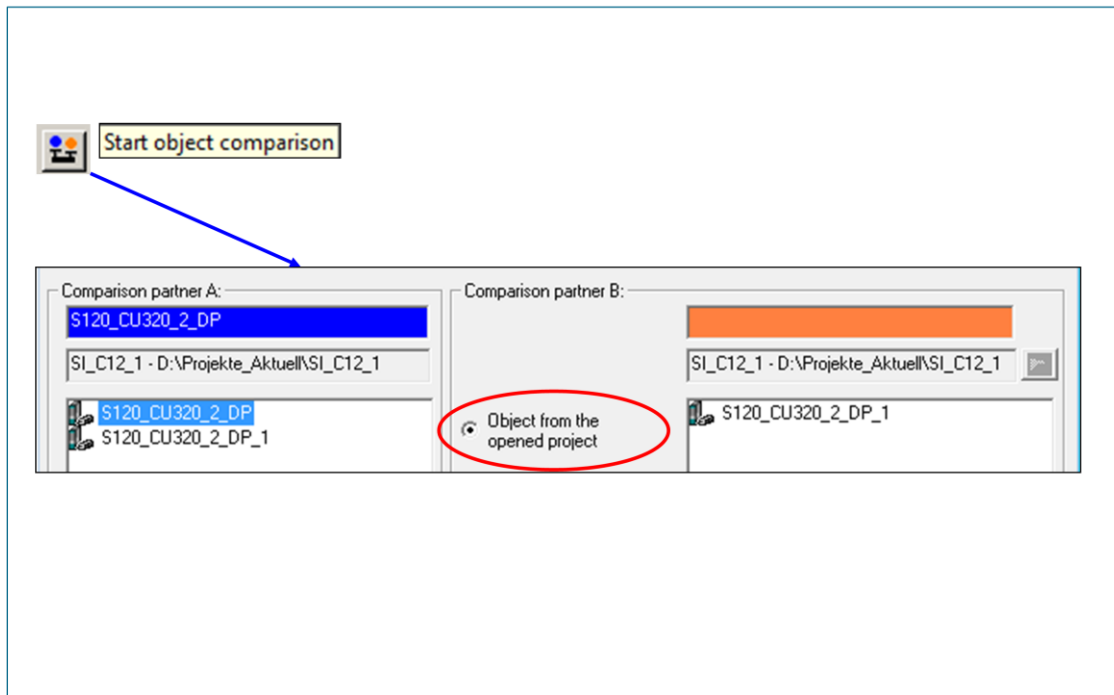 Start object comparison
Comparison partner A:
Comparison partner B:
S120_CU320_2_DP
SI_C12_1 - D:\Projekte_Aktuell\SI_C12_1
SI_C12_1 - D:\Projekte_Aktuell\SI_C12_1
S120_CU320_2_DP
S120_CU320_2_DP_1
Object from the
opened project
S120_CU320_2_DP_1